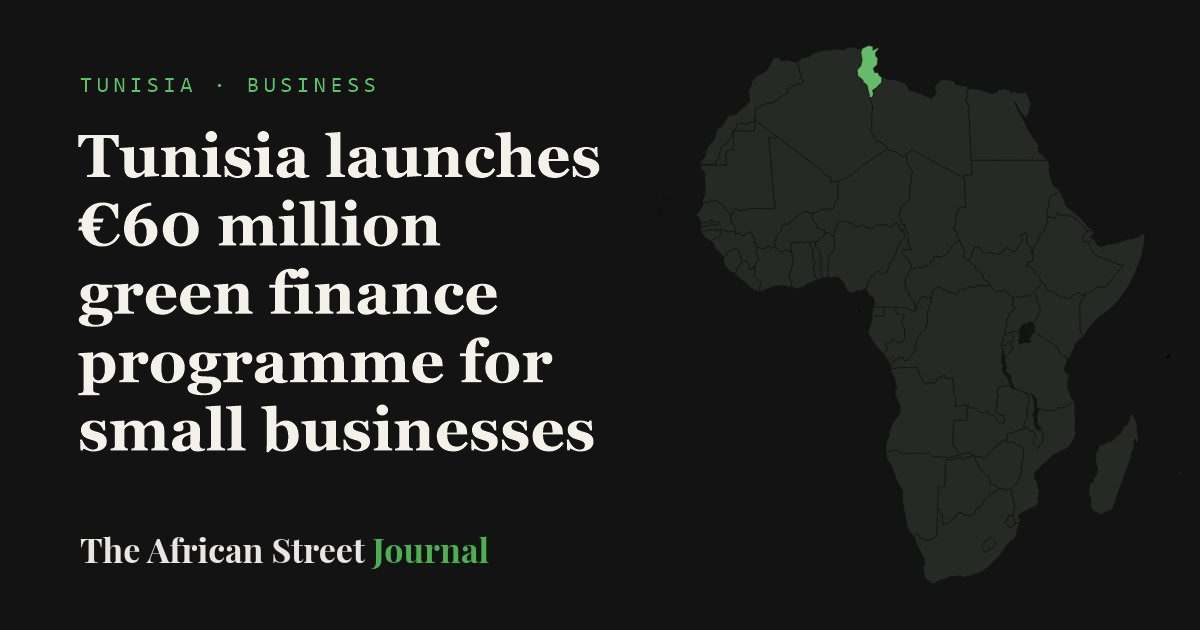 TUNISIA · BUSINESS
Tunisia launches
€60 million
green finance
programme for
small businesses
The African Street Journal